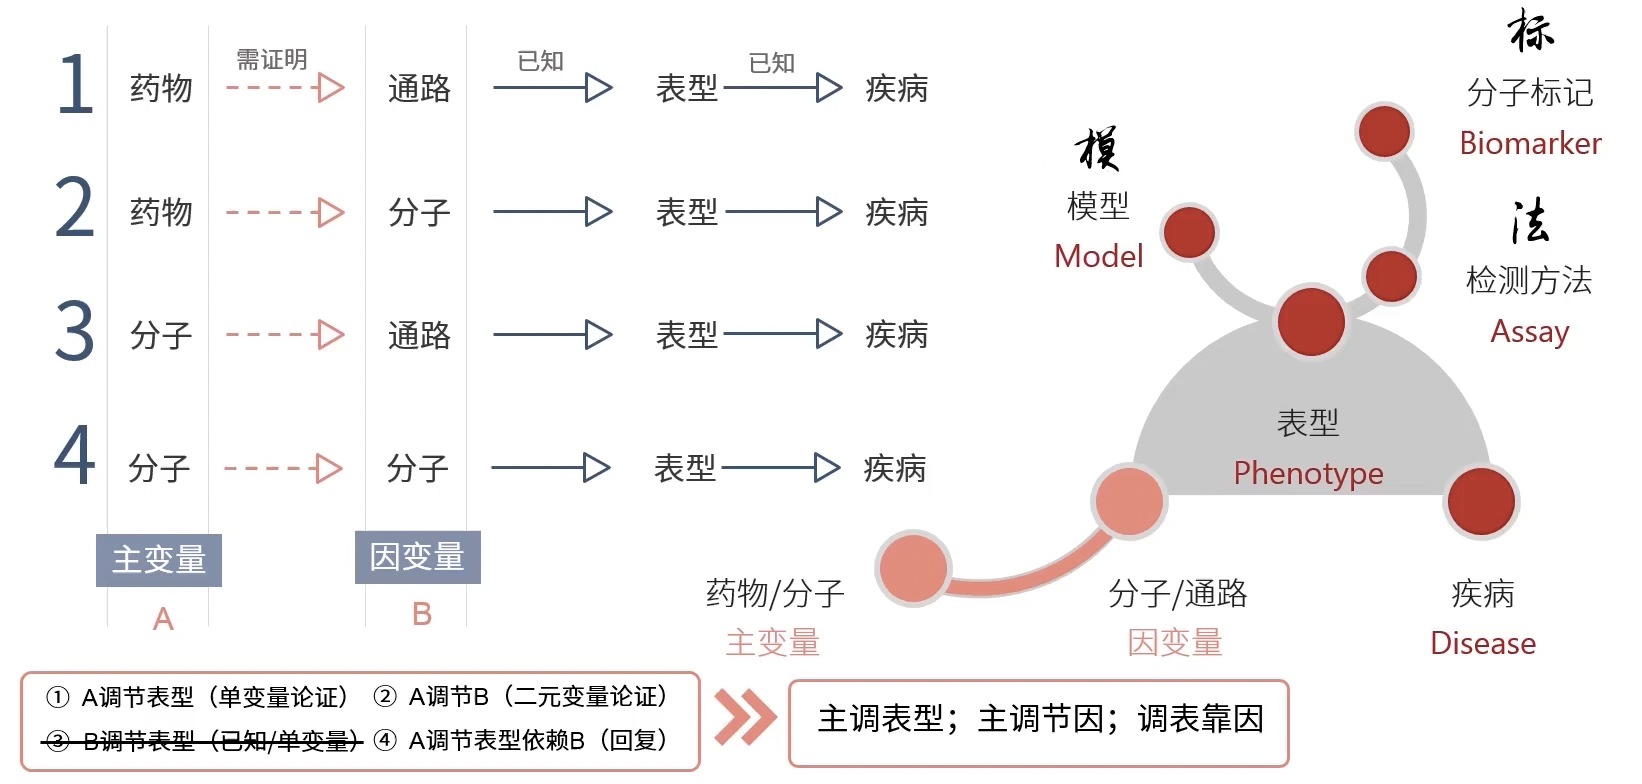 1 药物 需证明 通路 已知 表型 已知 疾病
2 药物 分子 表型 疾病
3 分子 通路 表型 疾病
4 分子 分子 表型 疾病
主变量 因变量
A B
标
分子标记
Biomarker
模
模型
Model
法
检测方法
Assay
表型
Phenotype
药物/分子
主变量
分子/通路
因变量
疾病
Disease
① A调节表型（单变量论证） ② A调节B（二元变量论证）
③ B调节表型（已知/单变量） ④ A调节表型依赖B（回复）
主调表型；主调节因；调表靠因